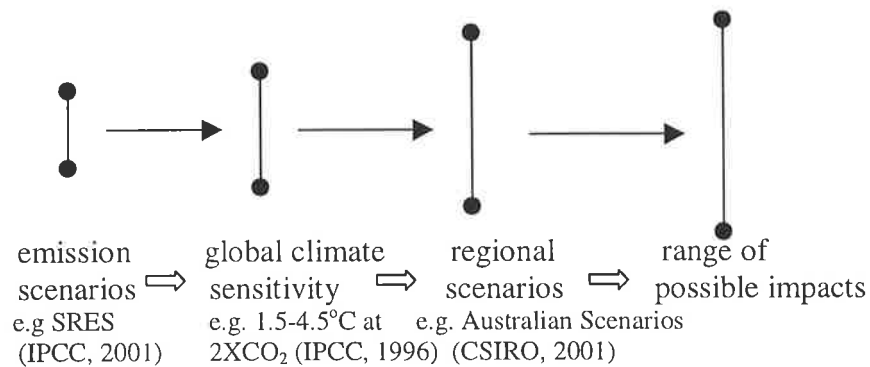 emission scenarios
e.g SRES
(IPCC, 2001)
global climate
sensitivity
e.g. 1.5-4.5°C at
2XCO₂ (IPCC, 1996)
regional
scenarios
e.g. Australian Scenarios
(CSIRO, 2001)
range of
possible impacts